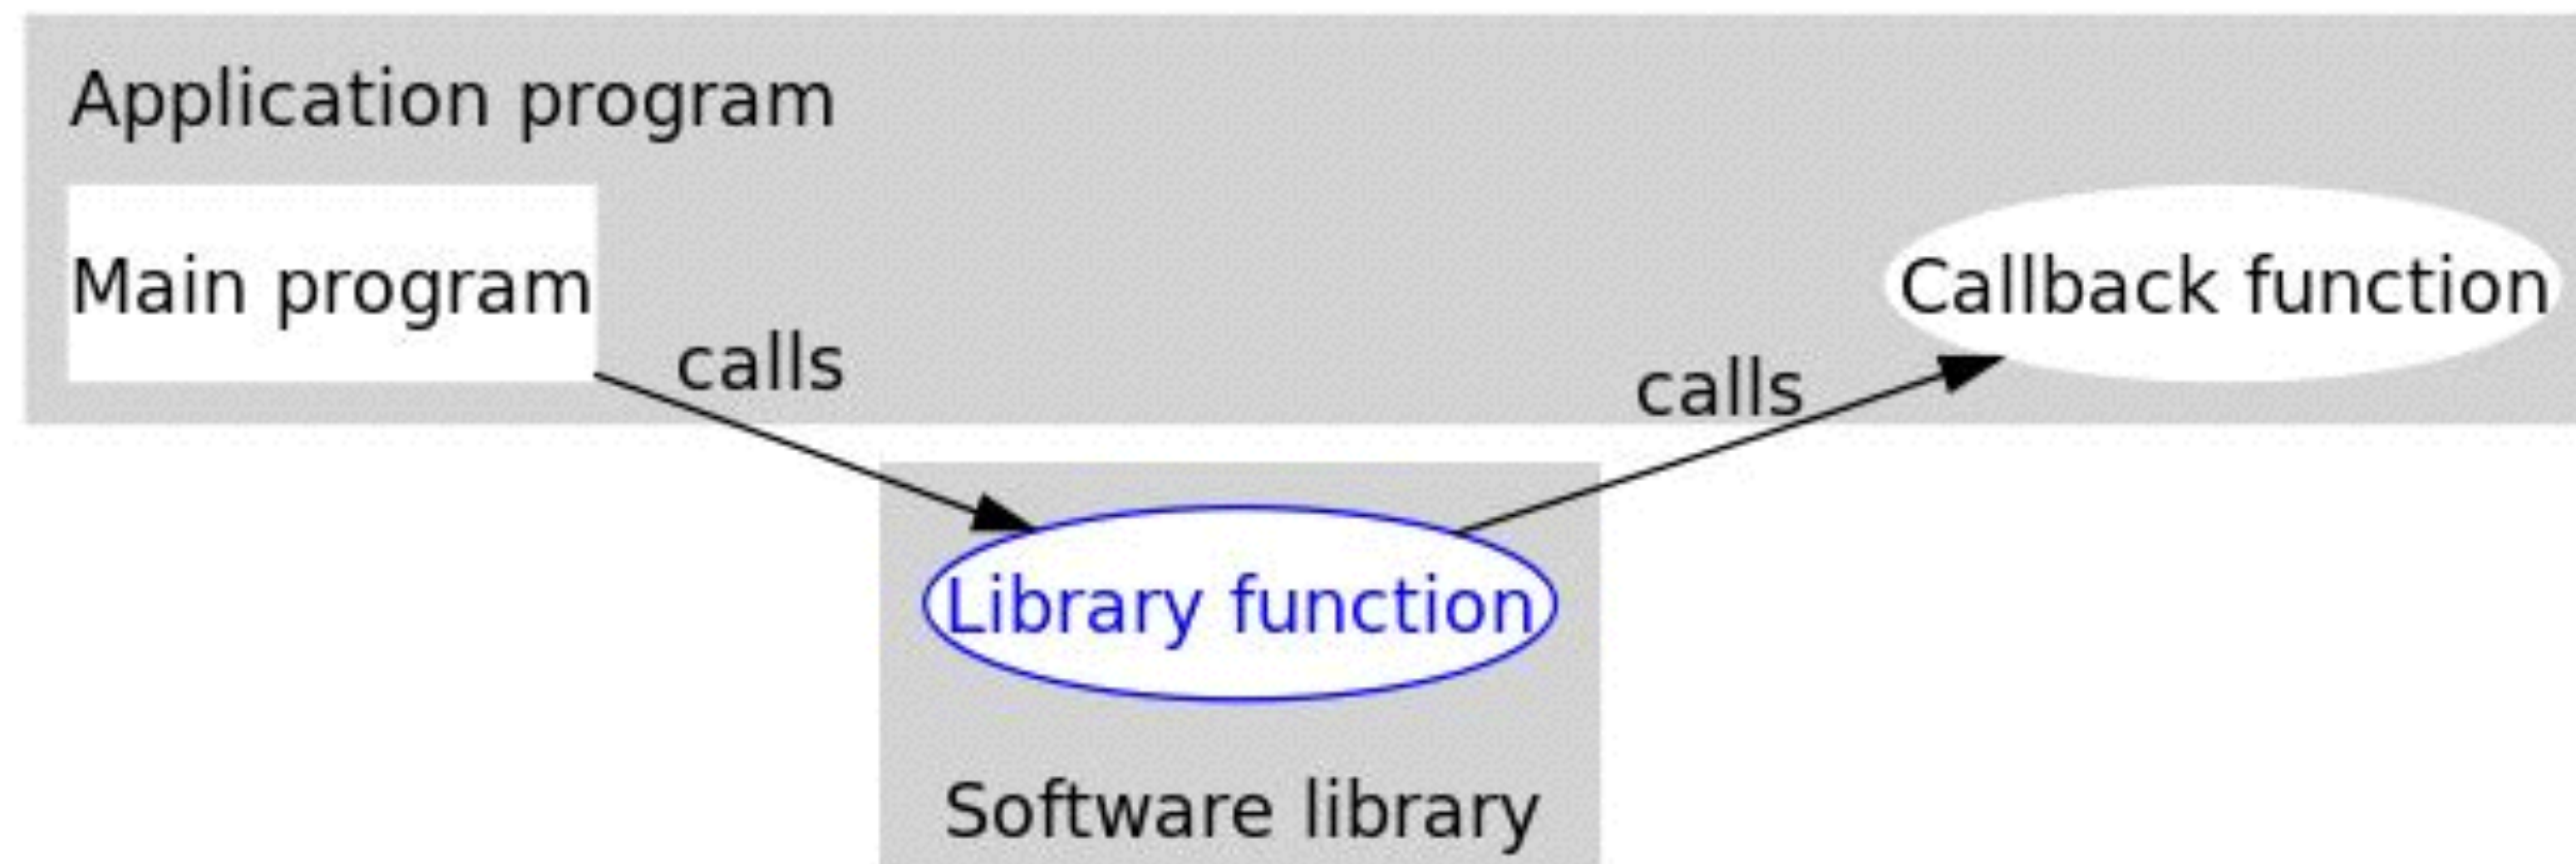 Application program
Main program
Callback function
calls
calls
Library function
Software library